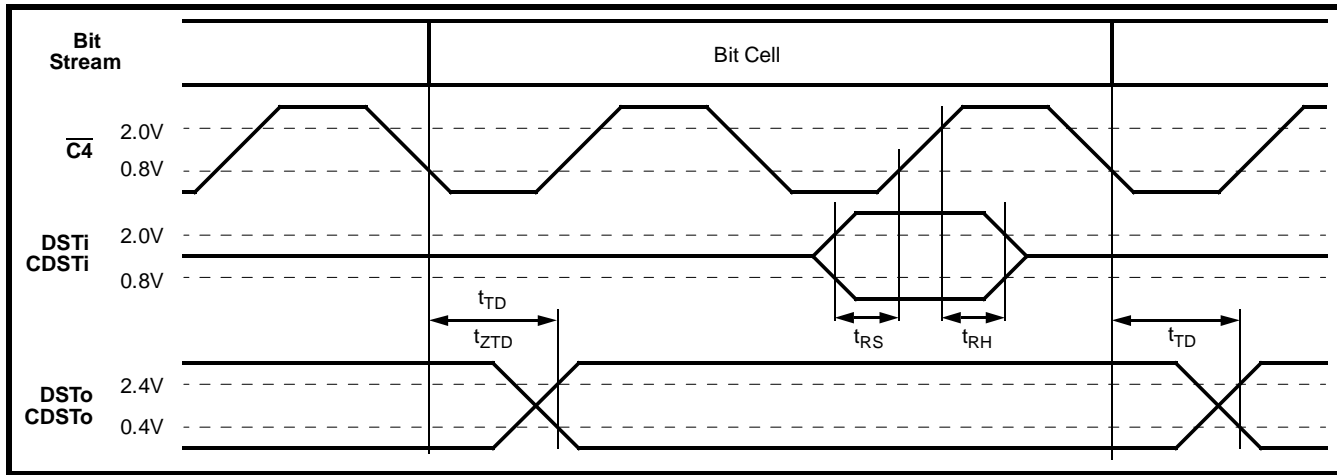 Bit
Stream
Bit Cell
C4
2.0V
0.8V
DSTi
CDSTi
2.0V
0.8V
tTD
tZTD
tRS
tRH
tTD
DSTo
CDSTo
2.4V
0.4V